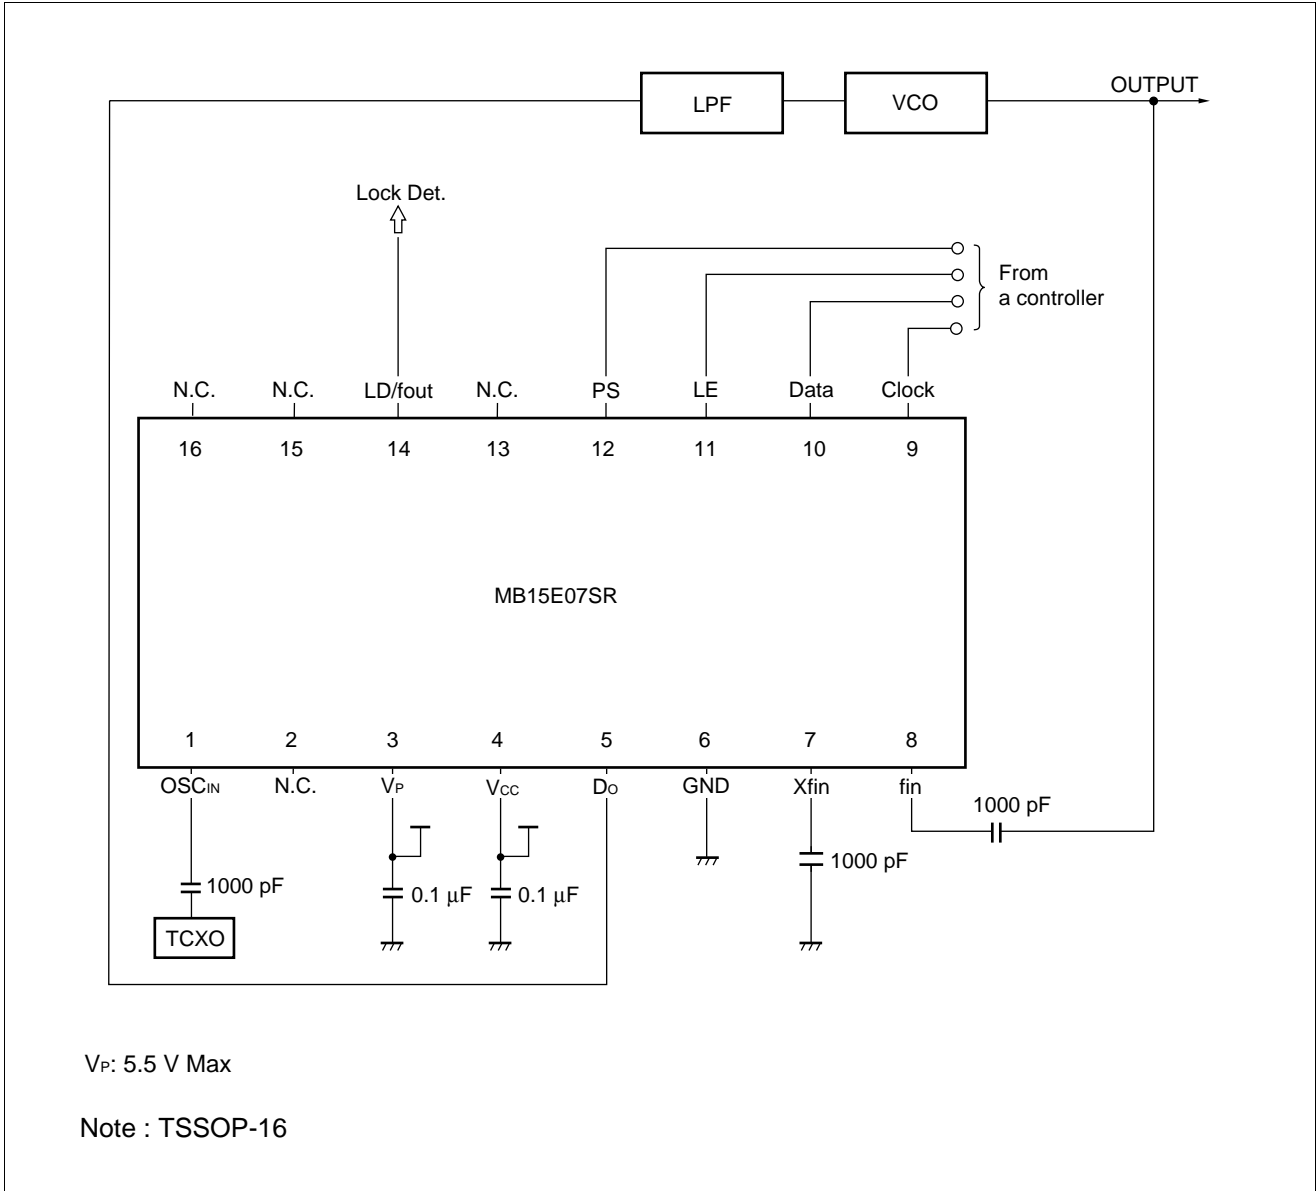 OUTPUT
LPF
VCO
Lock Det.
From
a controller
N.C.
N.C.
LD/fout
N.C.
PS
LE
Data
Clock
16
15
14
13
12
11
10
9
MB15E07SR
1
2
3
4
5
6
7
8
OSCIN
N.C.
VP
VCC
DO
GND
Xfin
fin
1000 pF
1000 pF
1000 pF
0.1 μF
0.1 μF
TCXO
VP: 5.5 V Max
Note : TSSOP-16